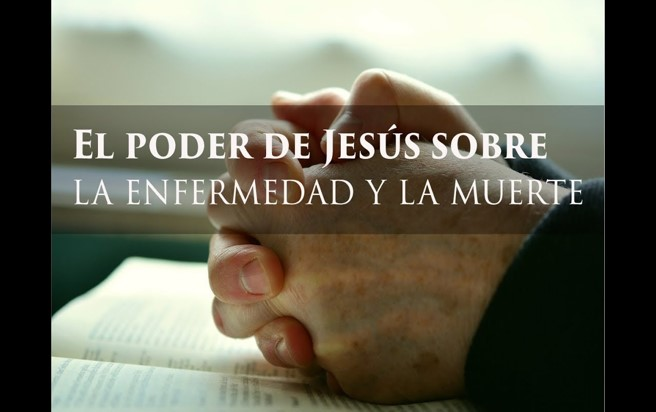 El poder de Jesús sobre
la enfermedad y la muerte